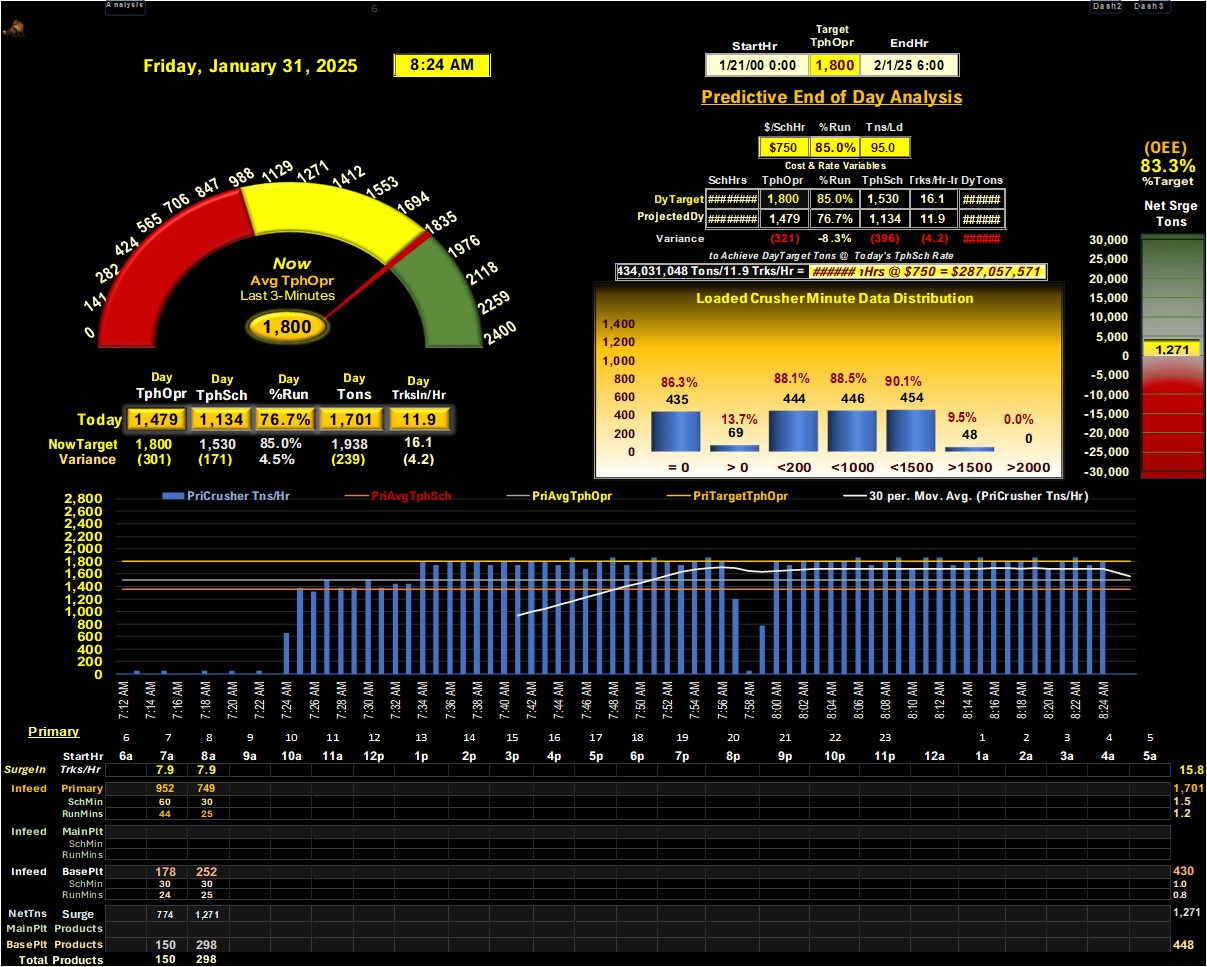 Analysis
6
Dash2 Dash3
Friday, January 31, 2025
8:24 AM
StartHr Target TphOpr EndHr
1/21/00 0:00 1,800 2/1/25 6:00
Predictive End of Day Analysis
$/SchHr %Run Tns/Ld
$750 85.0% 95.0
Cost & Rate Variables
SchHrs TphOpr %Run TphSch Trks/Hr-Ir DyTons
DyTarget ######## 1,800 85.0% 1,530 16.1 ######
ProjectedDy ######## 1,479 76.7% 1,134 11.9 ######
Variance (321) -8.3% (396) (4.2) ######
to Achieve DayTarget Tons @ Today's TphSch Rate
434,031,048 Tons/11.9 Trks/Hr = ###### ıHrs @ $750 = $287,057,571
(OEE)
83.3%
%Target
Net Srge
Tons
30,000
25,000
20,000
15,000
10,000
5,000
1,271
0
-5,000
-10,000
-15,000
-20,000
-25,000
-30,000
0 141 282 424 565 706 847 988 1129 1271 1412 1553 1694 1835 1976 2118 2259 2400
Now
Avg TphOpr
Last 3-Minutes
1,800
Day Day Day Day Day
TphOpr TphSch %Run Tons TrksIn/Hr
Today 1,479 1,134 76.7% 1,701 11.9
NowTarget 1,800 1,530 85.0% 1,938 16.1
Variance (301) (171) 4.5% (239) (4.2)
Loaded Crusher Minute Data Distribution
1,400
1,200
1,000
800
600
400
200
0
86.3% 13.7% 88.1% 88.5% 90.1% 9.5% 0.0%
435 69 444 446 454 48 0
= 0 > 0 <200 <1000 <1500 >1500 >2000
PriCrusher Tns/Hr PriAvgTphSch PriAvgTphOpr PriTargetTphOpr 30 per. Mov. Avg. (PriCrusher Tns/Hr)
2,800
2,600
2,400
2,200
2,000
1,800
1,600
1,400
1,200
1,000
800
600
400
200
0
7:12 AM 7:14 AM 7:16 AM 7:18 AM 7:20 AM 7:22 AM 7:24 AM 7:26 AM 7:28 AM 7:30 AM 7:32 AM 7:34 AM 7:36 AM 7:38 AM 7:40 AM 7:42 AM 7:44 AM 7:46 AM 7:48 AM 7:50 AM 7:52 AM 7:54 AM 7:56 AM 7:58 AM 8:00 AM 8:02 AM 8:04 AM 8:06 AM 8:08 AM 8:10 AM 8:12 AM 8:14 AM 8:16 AM 8:18 AM 8:20 AM 8:22 AM 8:24 AM
Primary
6 7 8 9 10 11 12 13 14 15 16 17 18 19 20 21 22 23 1 2 3 4 5
StartHr 6a 7a 8a 9a 10a 11a 12p 1p 2p 3p 4p 5p 6p 7p 8p 9p 10p 11p 12a 1a 2a 3a 4a 5a
SurgeIn Trks/Hr 7.9 7.9 15.8
Infeed Primary 952 749 1,701
SchMin 60 30 1.5
RunMins 44 25 1.2
Infeed MainPlt
SchMin
RunMins
Infeed BasePlt 178 252 430
SchMin 30 30 1.0
RunMins 24 25 0.8
NetTns Surge 774 1,271 1,271
MainPlt Products
BasePlt Products 150 298 448
Total Products 150 298